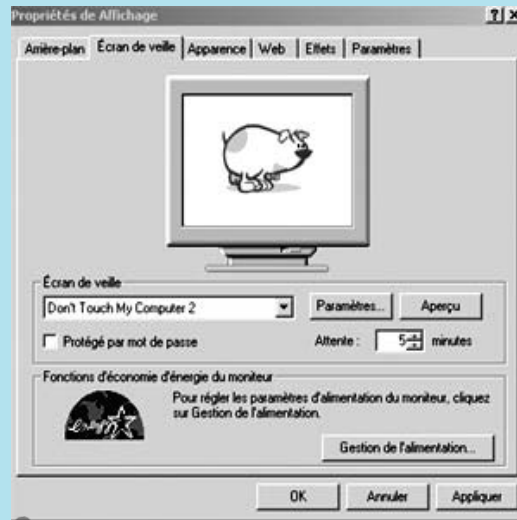 Propriétés de Affichage
Arrière-plan Écran de veille Apparence Web Effets Paramètres
Écran de veille
Don't Touch My Computer 2 Paramètres... Aperçu
Protégé par mot de passe Attente : 5 minutes
Fonctions d'économie d'énergie du moniteur
Pour régler les paramètres d'alimentation du moniteur, cliquez
sur Gestion de l'alimentation.
energy
Gestion de l'alimentation...
OK Annuler Appliquer